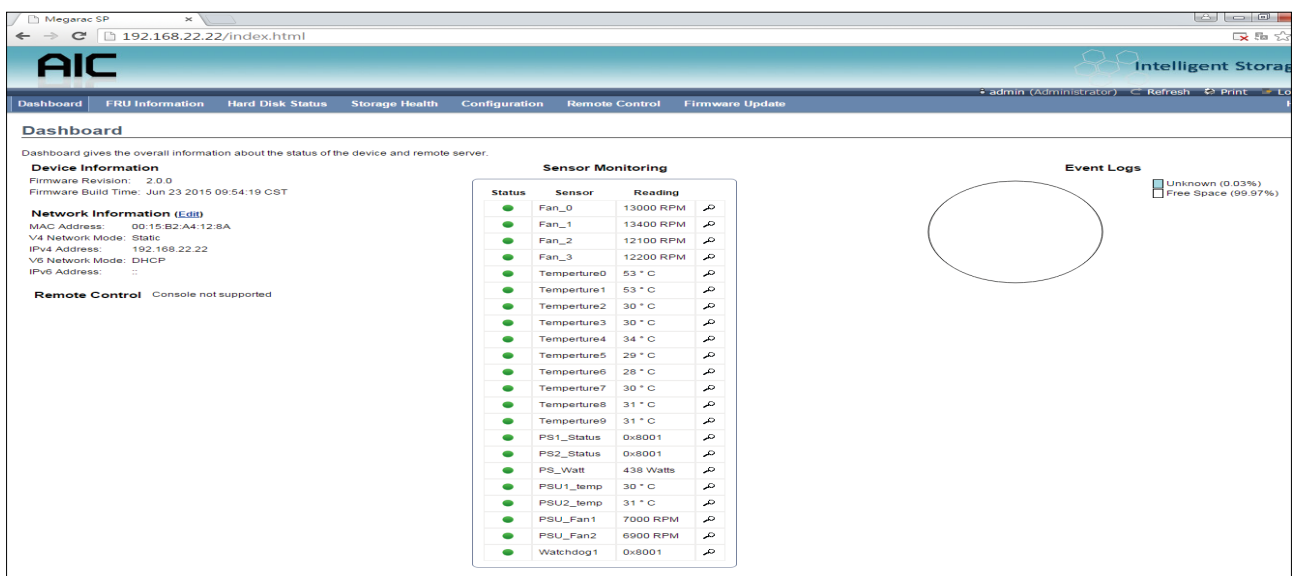 Megarac SP
192.168.22.22/index.html
AIC
Intelligent Storag
admin (Administrator) Refresh Print Lo
Dashboard FRU Information Hard Disk Status Storage Health Configuration Remote Control Firmware Update
H
Dashboard
Dashboard gives the overall information about the status of the device and remote server.
Device Information
Firmware Revision: 2.0.0
Firmware Build Time: Jun 23 2015 09:54:19 CST
Network Information (Edit)
MAC Address: 00:15:B2:A4:12:8A
V4 Network Mode: Static
IPv4 Address: 192.168.22.22
V6 Network Mode: DHCP
IPv6 Address: ::
Remote Control Console not supported
Sensor Monitoring
Status Sensor Reading
Fan_0 13000 RPM
Fan_1 13400 RPM
Fan_2 12100 RPM
Fan_3 12200 RPM
Temperture0 53 ° C
Temperture1 53 ° C
Temperture2 30 ° C
Temperture3 30 ° C
Temperture4 34 ° C
Temperture5 29 ° C
Temperture6 28 ° C
Temperture7 30 ° C
Temperture8 31 ° C
Temperture9 31 ° C
PS1_Status 0x8001
PS2_Status 0x8001
PS_Watt 438 Watts
PSU1_temp 30 ° C
PSU2_temp 31 ° C
PSU_Fan1 7000 RPM
PSU_Fan2 6900 RPM
Watchdog1 0x8001
Event Logs
Unknown (0.03%)
Free Space (99.97%)